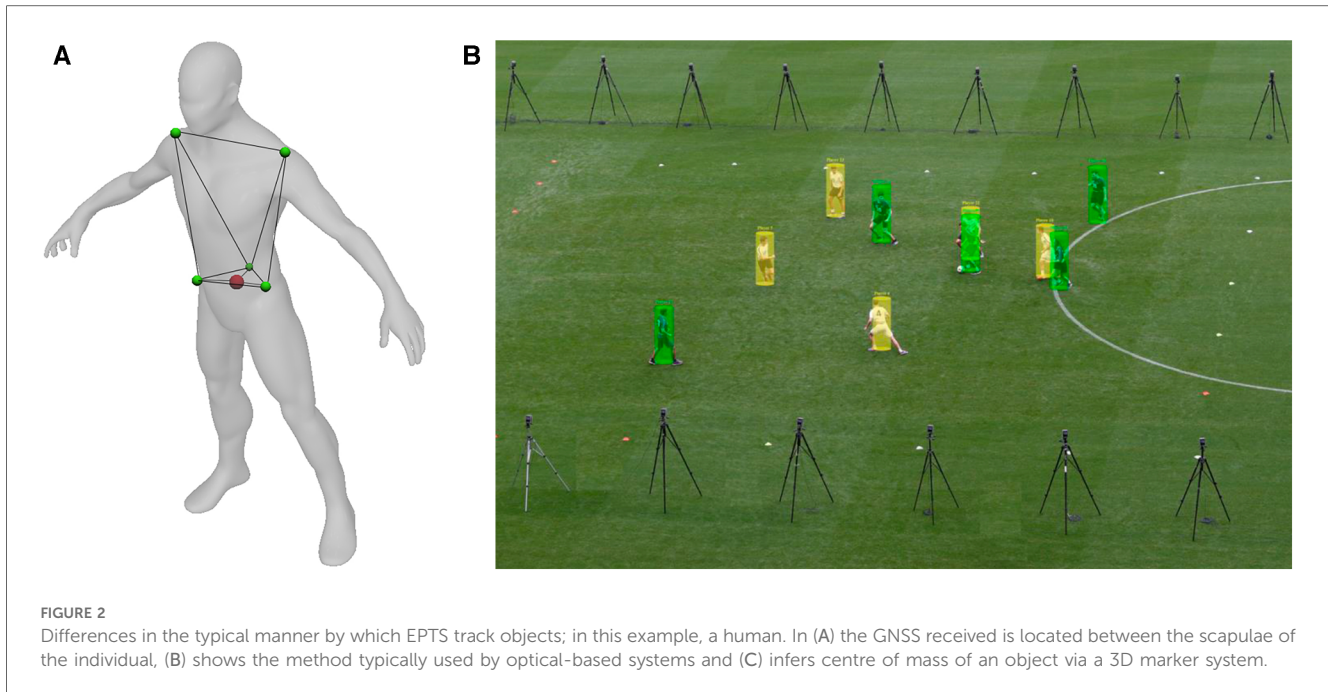 A
B
FIGURE 2
Differences in the typical manner by which EPTS track objects; in this example, a human. In (A) the GNSS received is located between the scapulae of
the individual, (B) shows the method typically used by optical-based systems and (C) infers centre of mass of an object via a 3D marker system.